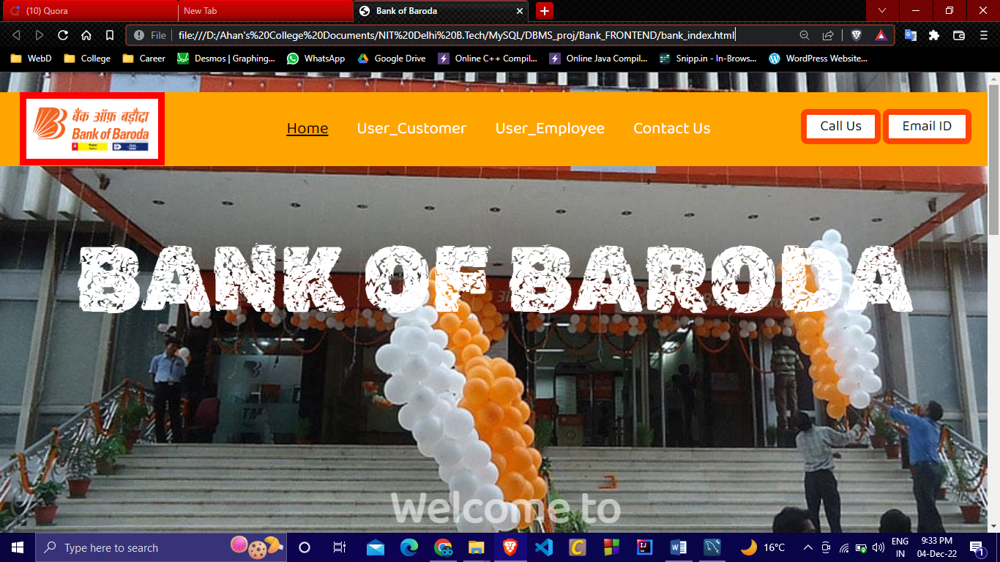 (10) Quora
New Tab
Bank of Baroda
File
file:///D:/Ahan's%20College%20Documents/NIT%20Delhi%20B.Tech/MySQL/DBMS_proj/Bank_FRONTEND/bank_index.html
WebD
College
Career
Desmos | Graphing...
WhatsApp
Google Drive
Online C++ Compil...
Online Java Compil...
Snipp.in - In-Brows...
WordPress Website...
बैंक ऑफ़ बड़ौदा
Bank of Baroda
Home
User_Customer
User_Employee
Contact Us
Call Us
Email ID
BANK OF BARODA
Welcome to
Type here to search
16°C
ENG
IN
9:33 PM
04-Dec-22
1